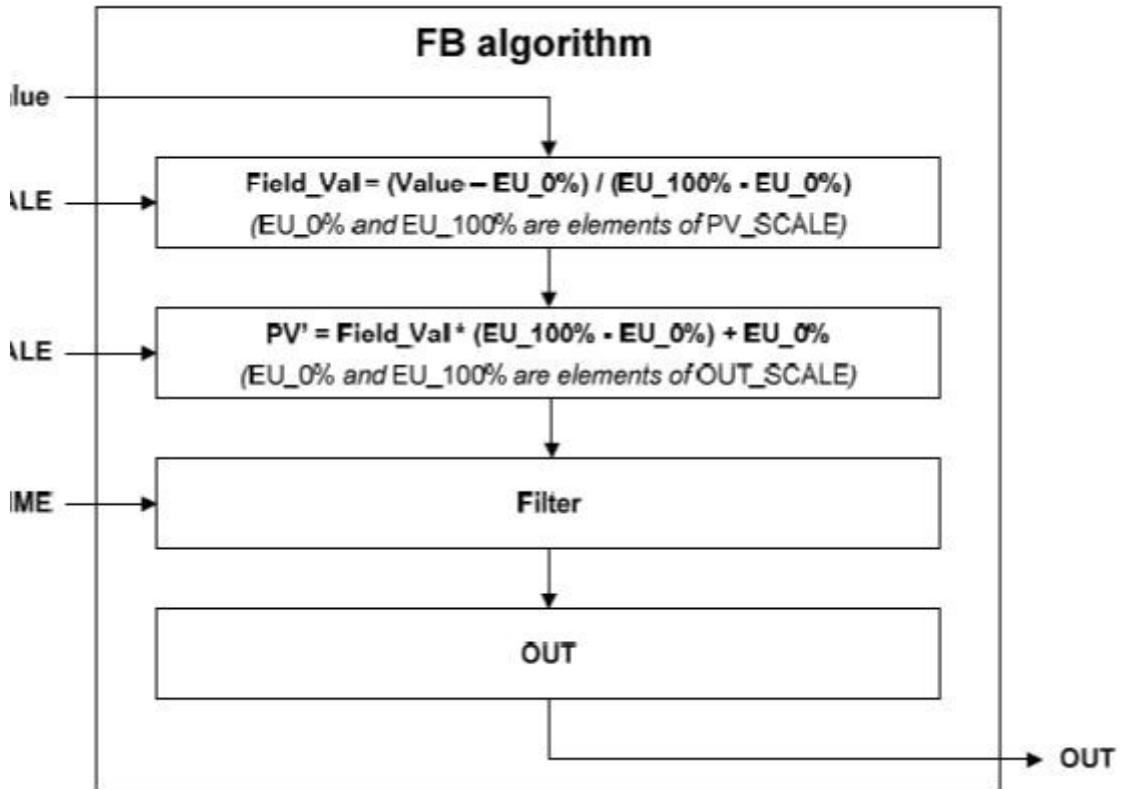 FB algorithm
alue
Field_Val = (Value – EU_0%) / (EU_100% - EU_0%)
ALE
(EU_0% and EU_100% are elements of PV_SCALE)
PV' = Field_Val * (EU_100% - EU_0%) + EU_0%
ALE
(EU_0% and EU_100% are elements of OUT_SCALE)
IME
Filter
OUT
OUT